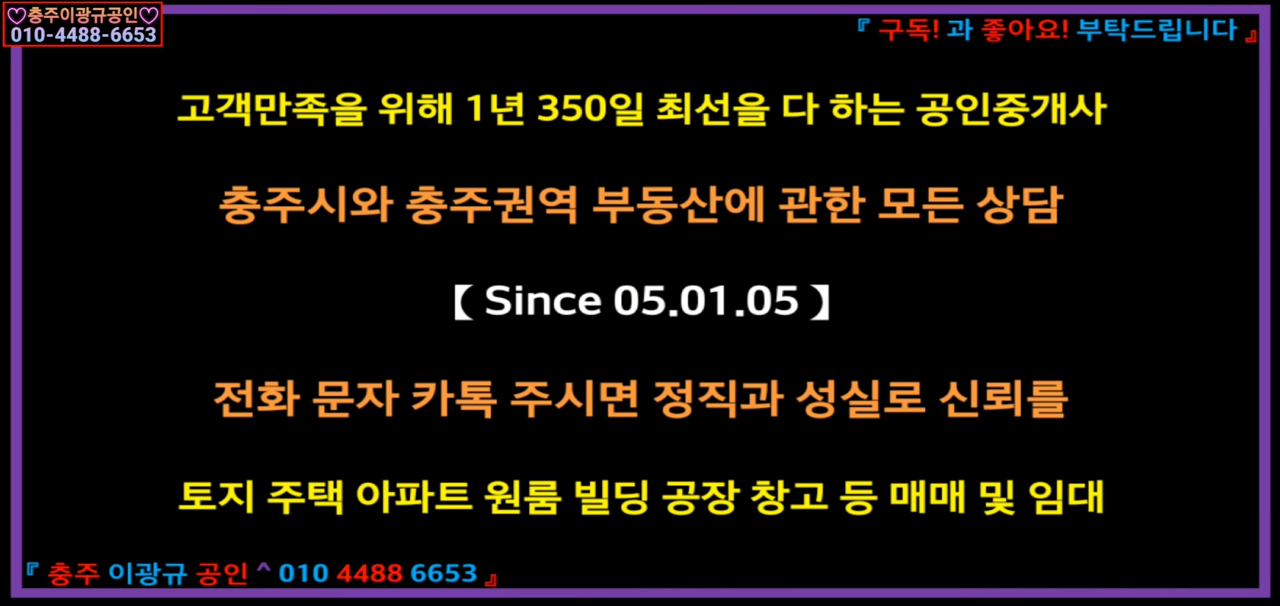 ♡충주이광규공인♡
010-4488-6653
『 구독! 과 좋아요! 부탁드립니다 』
고객만족을 위해 1년 350일 최선을 다 하는 공인중개사
충주시와 충주권역 부동산에 관한 모든 상담
【 Since 05.01.05 】
전화 문자 카톡 주시면 정직과 성실로 신뢰를
토지 주택 아파트 원룸 빌딩 공장 창고 등 매매 및 임대
『 충주 이광규 공인 ^ 010 4488 6653 』